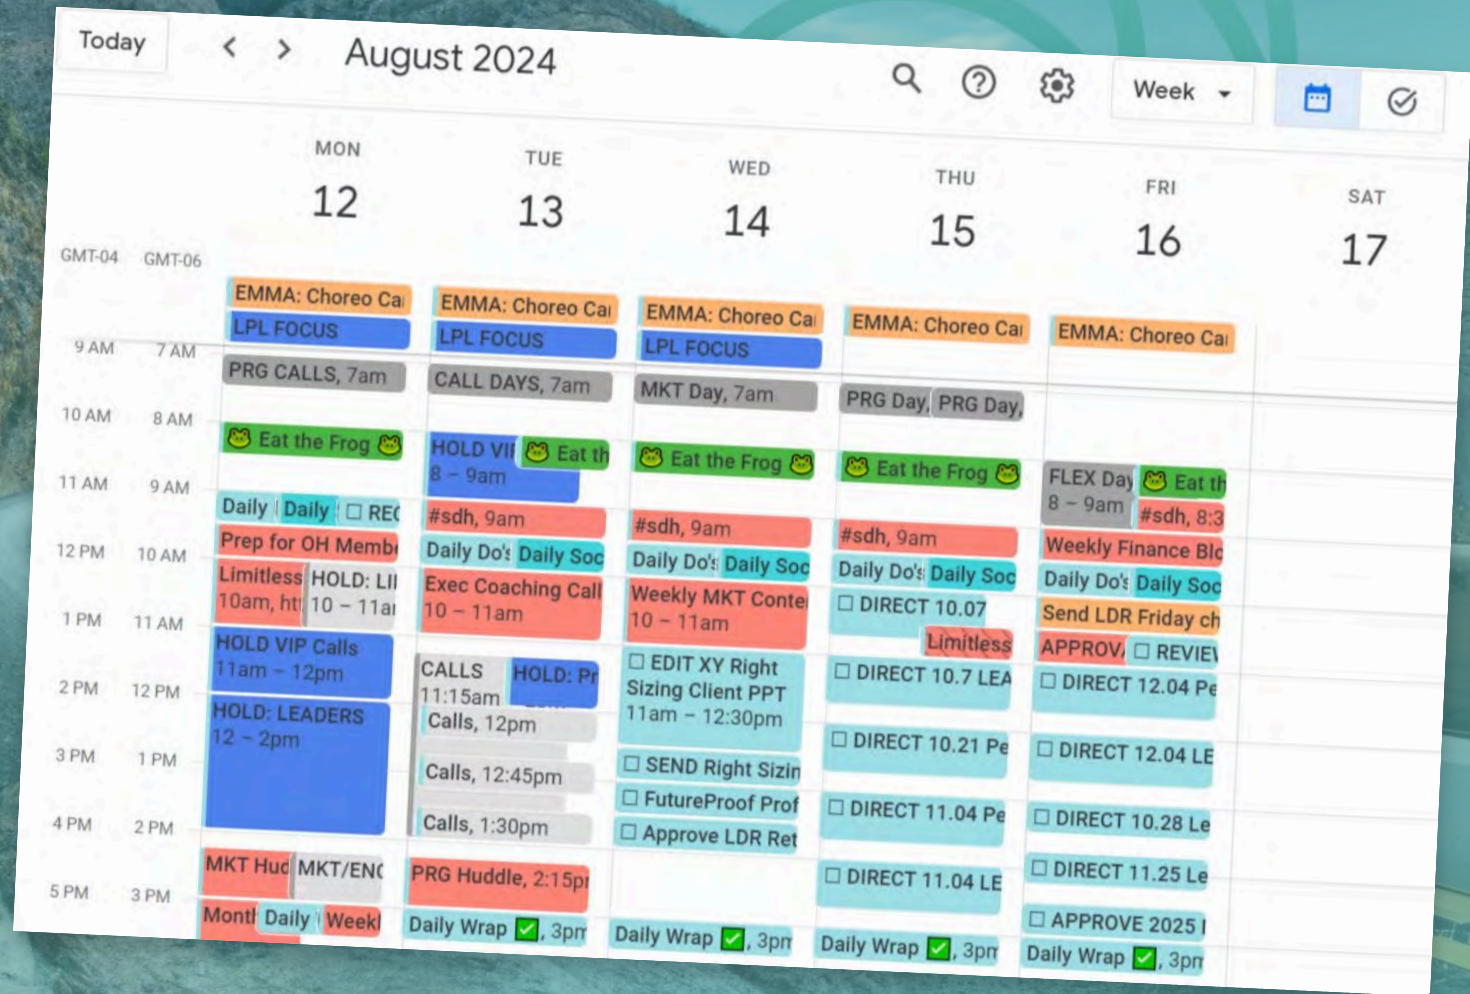 Today
August 2024
Week
MON
12
TUE
13
WED
14
THU
15
FRI
16
SAT
17
GMT-04 GMT-06
EMMA: Choreo Ca
LPL FOCUS
PRG CALLS, 7am
Eat the Frog
Daily Daily REC
Prep for OH Membe
Limitless HOLD: LI
10am, htt 10 – 11a
HOLD VIP Calls
11am – 12pm
HOLD: LEADERS
12 – 2pm
MKT Hud MKT/ENC
Month Daily Weekl
EMMA: Choreo Ca
LPL FOCUS
CALL DAYS, 7am
HOLD VI Eat th
8 – 9am
#sdh, 9am
Daily Do's Daily Soc
Exec Coaching Call
10 – 11am
CALLS HOLD: Pr
11:15am
Calls, 12pm
Calls, 12:45pm
Calls, 1:30pm
PRG Huddle, 2:15p
Daily Wrap ✅, 3pm
EMMA: Choreo Ca
LPL FOCUS
MKT Day, 7am
Eat the Frog
#sdh, 9am
Daily Do's Daily Soc
Weekly MKT Conte
10 – 11am
EDIT XY Right
Sizing Client PPT
11am – 12:30pm
SEND Right Sizin
FutureProof Prof
Approve LDR Ret
Daily Wrap ✅, 3pm
EMMA: Choreo Ca
PRG Day, PRG Day,
Eat the Frog
#sdh, 9am
Daily Do's Daily Soc
DIRECT 10.07
Limitless
DIRECT 10.7 LEA
DIRECT 10.21 Pe
DIRECT 11.04 Pe
DIRECT 11.04 LE
Daily Wrap ✅, 3pm
EMMA: Choreo Ca
FLEX Day Eat th
8 – 9am #sdh, 8:3
Weekly Finance Blo
Daily Do's Daily Soc
Send LDR Friday ch
APPROV REVIEW
DIRECT 12.04 Pe
DIRECT 12.04 LE
DIRECT 10.28 Le
DIRECT 11.25 Le
APPROVE 2025
Daily Wrap ✅, 3pm
9 AM 7 AM
10 AM 8 AM
11 AM 9 AM
12 PM 10 AM
1 PM 11 AM
2 PM 12 PM
3 PM 1 PM
4 PM 2 PM
5 PM 3 PM